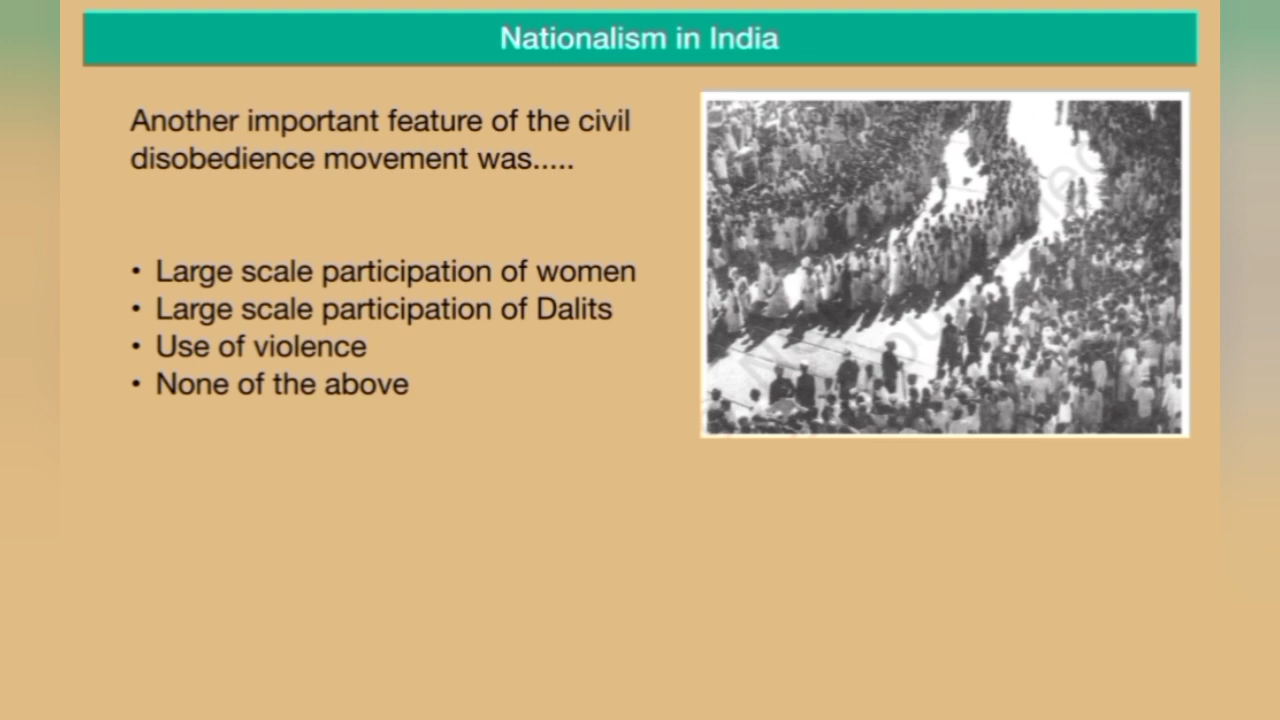 Nationalism in India
Another important feature of the civil
disobedience movement was.....
• Large scale participation of women
• Large scale participation of Dalits
• Use of violence
• None of the above